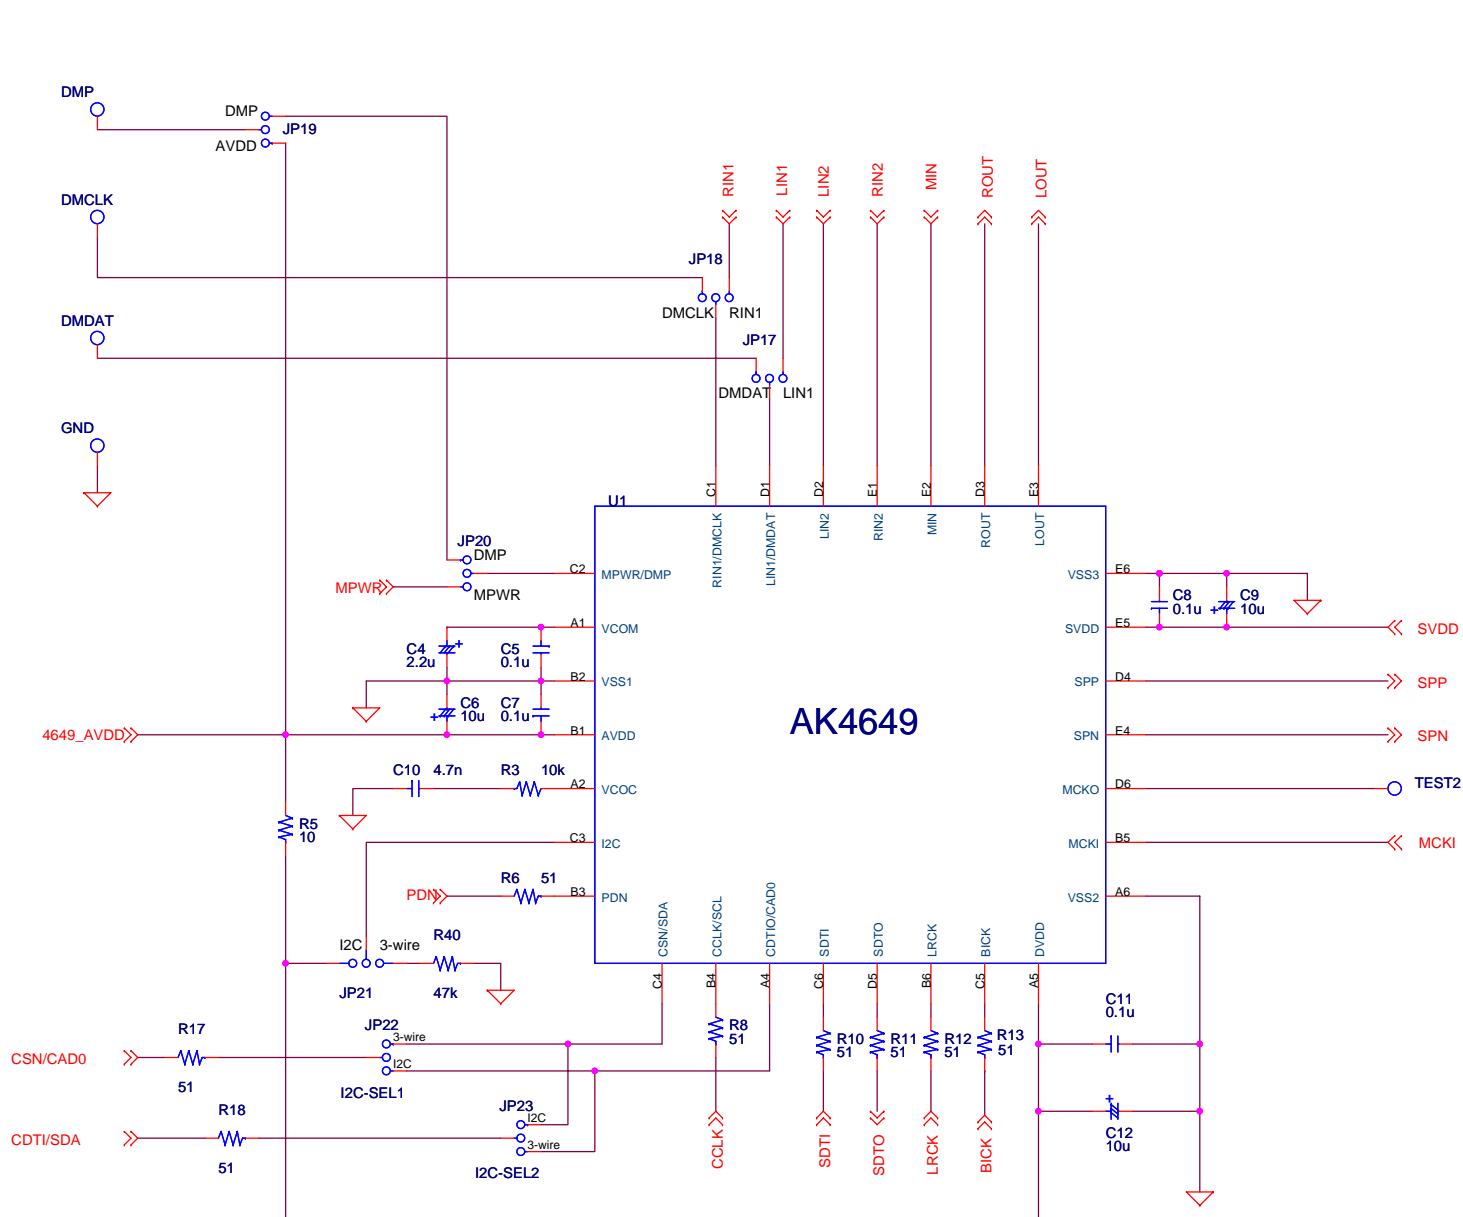 DMP
DMP
JP19
AVDD
DMCLK
RIN1
LIN1
LIN2
RIN2
MIN
ROUT
LOUT
JP18
DMCLK
RIN1
DMDAT
JP17
DMDAT
LIN1
GND
C1
D1
D2
E1
E2
D3
E3
U1
RIN1/DMCLK
LIN1/DMDAT
LIN2
RIN2
MIN
ROUT
LOUT
JP20
DMP
MPWR
MPWR
C2
MPWR/DMP
VSS3
E6
C8
0.1u
C9
10u
A1
VCOM
SVDD
E5
SVDD
C4
2.2u
C5
0.1u
B2
VSS1
SPP
D4
SPP
C6
10u
C7
0.1u
AK4649
4649_AVDD
B1
AVDD
SPN
E4
SPN
C10
4.7n
R3
10k
A2
VCOC
MCKO
D6
TEST2
R5
10
C3
I2C
MCKI
B5
MCKI
PDN
R6
51
B3
PDN
VSS2
A6
CSN/SDA
CCLK/SCL
CDTIO/CAD0
SDTI
SDTO
LRCK
BICK
DVDD
I2C
3-wire
R40
JP21
47k
C4
B4
A4
C6
D5
B6
C5
A5
C11
0.1u
R17
JP22
3-wire
CSN/CAD0
I2C
51
I2C-SEL1
R8
51
R10
51
R11
51
R12
51
R13
51
R18
JP23
I2C
CDTI/SDA
3-wire
51
I2C-SEL2
CCLK
SDTI
SDTO
LRCK
BICK
C12
10u